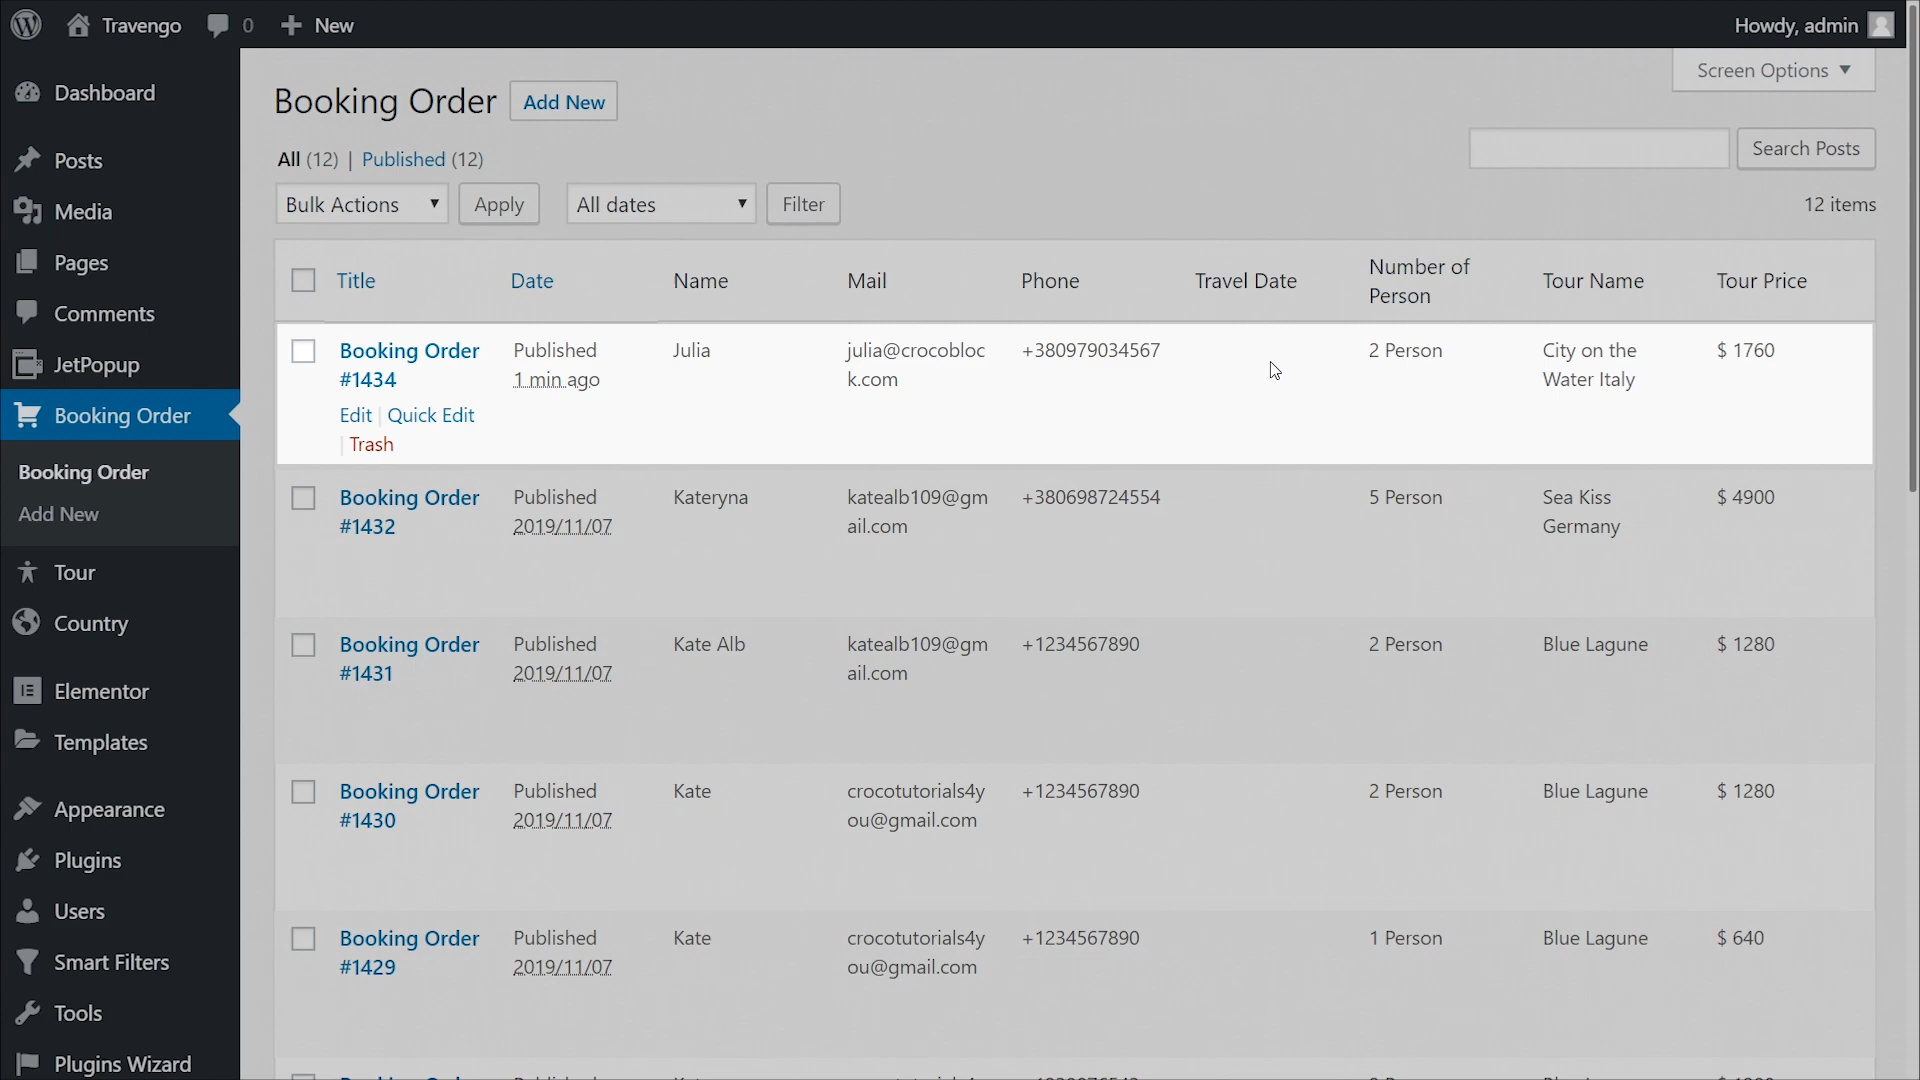 Travengo 0 New Howdy, admin
Screen Options
Dashboard
Posts
Media
Pages
Comments
JetPopup
Booking Order
Booking Order
Add New
Tour
Country
Elementor
Templates
Appearance
Plugins
Users
Smart Filters
Tools
Plugins Wizard
Booking Order Add New
All (12) | Published (12)
Search Posts
Bulk Actions Apply All dates Filter
12 items
Title Date Name Mail Phone Travel Date Number of Person Tour Name Tour Price
Booking Order Published Julia julia@crocobloc +380979034567 2 Person City on the $ 1760
#1434 1 min ago k.com Water Italy
Edit | Quick Edit
| Trash
Booking Order Published Kateryna katealb109@gm +380698724554 5 Person Sea Kiss $ 4900
#1432 2019/11/07 ail.com Germany
Booking Order Published Kate Alb katealb109@gm +1234567890 2 Person Blue Lagune $ 1280
#1431 2019/11/07 ail.com
Booking Order Published Kate crocotutorials4y +1234567890 2 Person Blue Lagune $ 1280
#1430 2019/11/07 ou@gmail.com
Booking Order Published Kate crocotutorials4y +1234567890 1 Person Blue Lagune $ 640
#1429 2019/11/07 ou@gmail.com